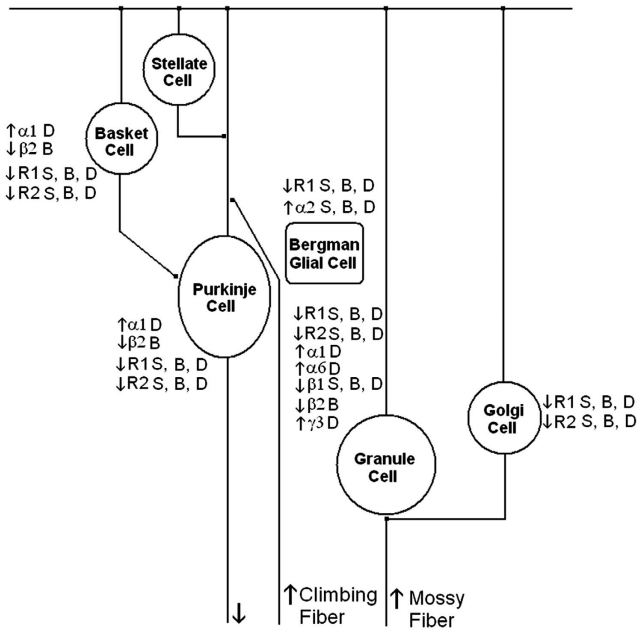 Stellate
Cell
↑α1 D
↓β2 B
↓R1 S, B, D
↓R2 S, B, D
Basket
Cell
↓R1 S, B, D
↑α2 S, B, D
Bergman
Glial Cell
Purkinje
Cell
↑α1 D
↓β2 B
↓R1 S, B, D
↓R2 S, B, D
↓R1 S, B, D
↓R2 S, B, D
↑α1 D
↑α6 D
↓β1 S, B, D
↓β2 B
↑γ3 D
Granule
Cell
Golgi
Cell
↓R1 S, B, D
↓R2 S, B, D
↓
↑ Climbing
Fiber
↑ Mossy
Fiber